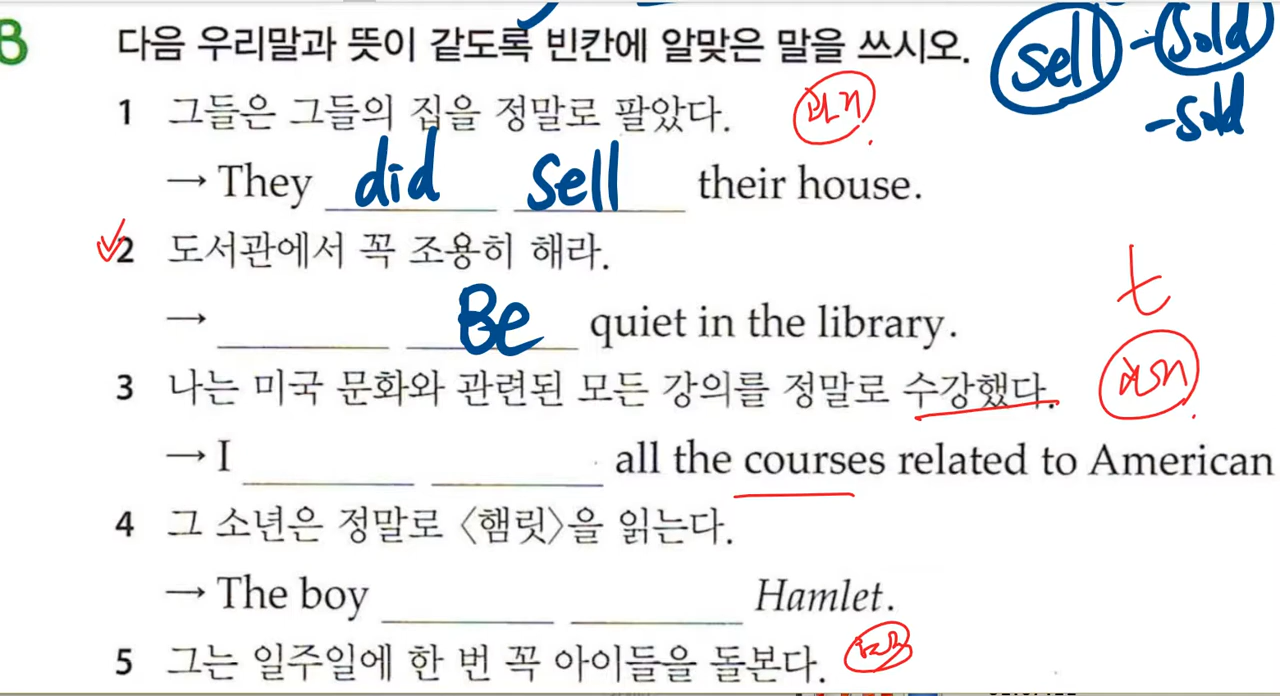 B 다음 우리말과 뜻이 같도록 빈칸에 알맞은 말을 쓰시오. sell - sold
- sold
1 그들은 그들의 집을 정말로 팔았다. 과거
→ They did sell their house.
2 도서관에서 꼭 조용히 해라.
→ Be quiet in the library.
3 나는 미국 문화와 관련된 모든 강의를 정말로 수강했다.
→ I all the courses related to American
4 그 소년은 정말로 〈햄릿〉을 읽는다.
→ The boy Hamlet.
5 그는 일주일에 한 번 꼭 아이들을 돌본다.